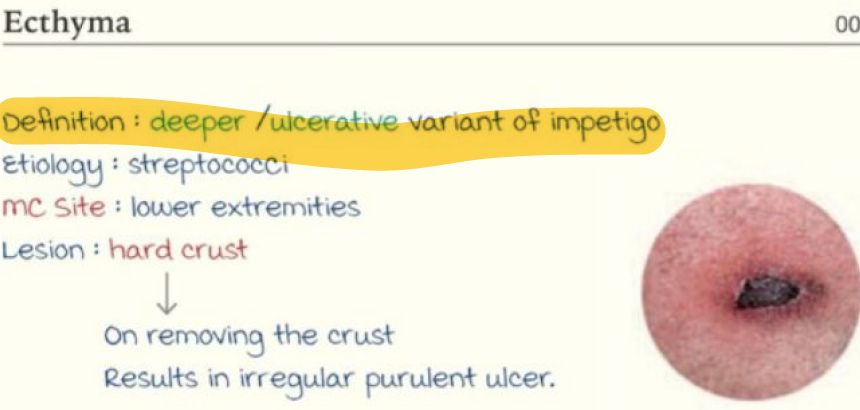 Ecthyma
00
Definition : deeper /ulcerative variant of impetigo
Etiology : streptococci
MC Site : lower extremities
Lesion : hard crust
On removing the crust
Results in irregular purulent ulcer.